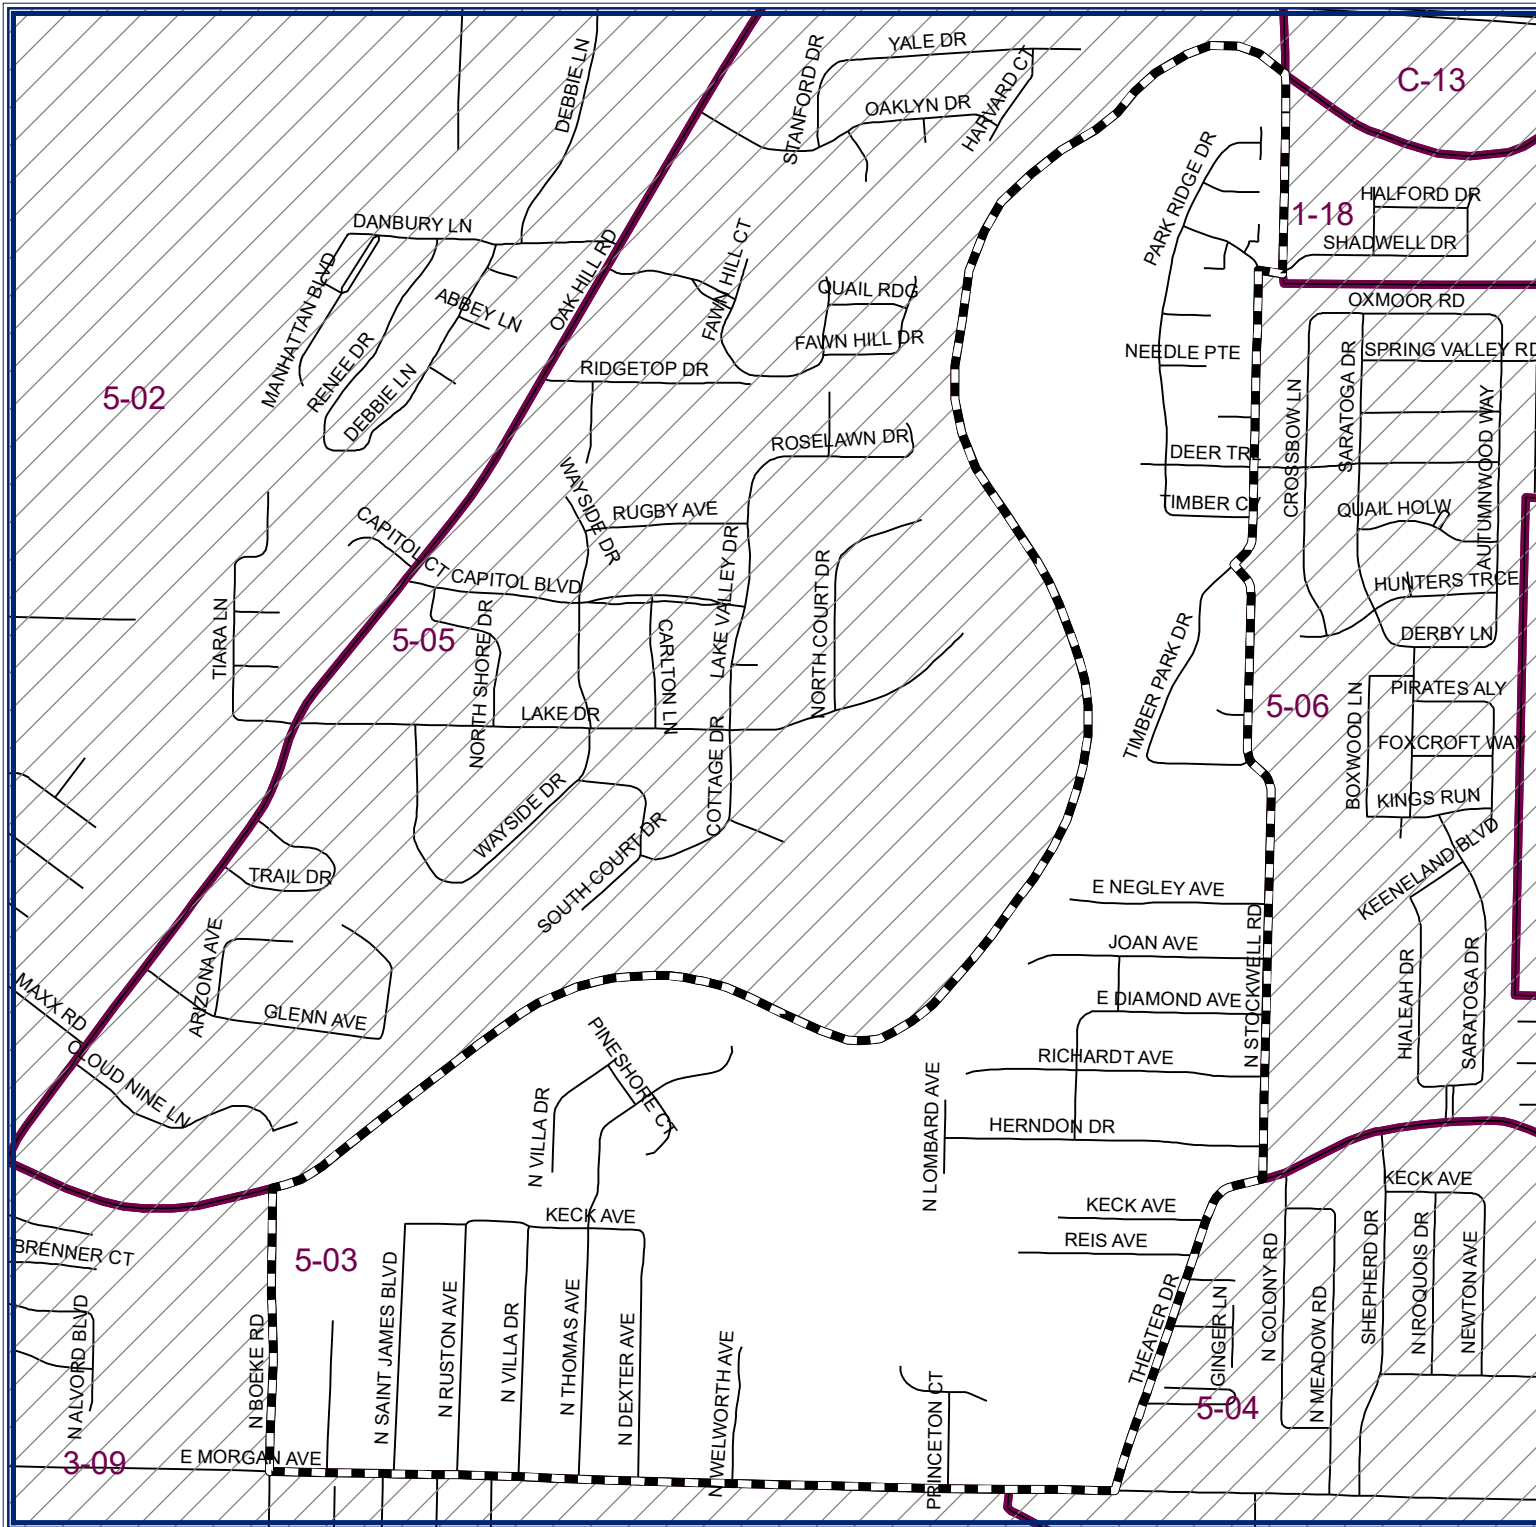 YALE DR
DEBBIE LN
STANFORD DR
OAKLYN DR
HARVARD CT
C-13
PARK RIDGE DR
HALFORD DR
1-18
SHADWELL DR
DANBURY LN
OAK HILL RD
FAWN HILL CT
MANHATTAN BLVD
ABBEY LN
QUAIL RDG
OXMOOR RD
FAWN HILL DR
RENEE DR
NEEDLE PTE
SPRING VALLEY RD
RIDGETOP DR
5-02
DEBBIE LN
CROSSBOW LN
SARATOGA DR
AUTUMNWOOD WAY
ROSELAWN DR
DEER TRL
WAYSIDE DR
RUGBY AVE
TIMBER CV
QUAIL HOLW
CAPITOL CT
CAPITOL BLVD
LAKE VALLEY DR
NORTH COURT DR
HUNTERS TRCE
TIARA LN
5-05
NORTH SHORE DR
CARLTON LN
TIMBER PARK DR
DERBY LN
5-06
PIRATES ALY
LAKE DR
BOXWOOD LN
FOXCROFT WAY
COTTAGE DR
WAYSIDE DR
KINGS RUN
SOUTH COURT DR
KEENELAND BLVD
TRAIL DR
E NEGLEY AVE
ARIZONA AVE
JOAN AVE
N STOCKWELL RD
HIALEAH DR
SARATOGA DR
MAXX RD
GLENN AVE
E DIAMOND AVE
CLOUD NINE LN
PINESHORE CT
RICHARDT AVE
N VILLA DR
N LOMBARD AVE
HERNDON DR
KECK AVE
KECK AVE
KECK AVE
BRENNER CT
5-03
REIS AVE
N ALVORD BLVD
N BOEKE RD
N SAINT JAMES BLVD
N RUSTON AVE
N VILLA DR
N THOMAS AVE
N DEXTER AVE
N WELWORTH AVE
PRINCETON CT
THEATER DR
GINGER LN
N COLONY RD
N MEADOW RD
SHEPHERD DR
N IROQUOIS DR
NEWTON AVE
5-04
3-09
E MORGAN AVE